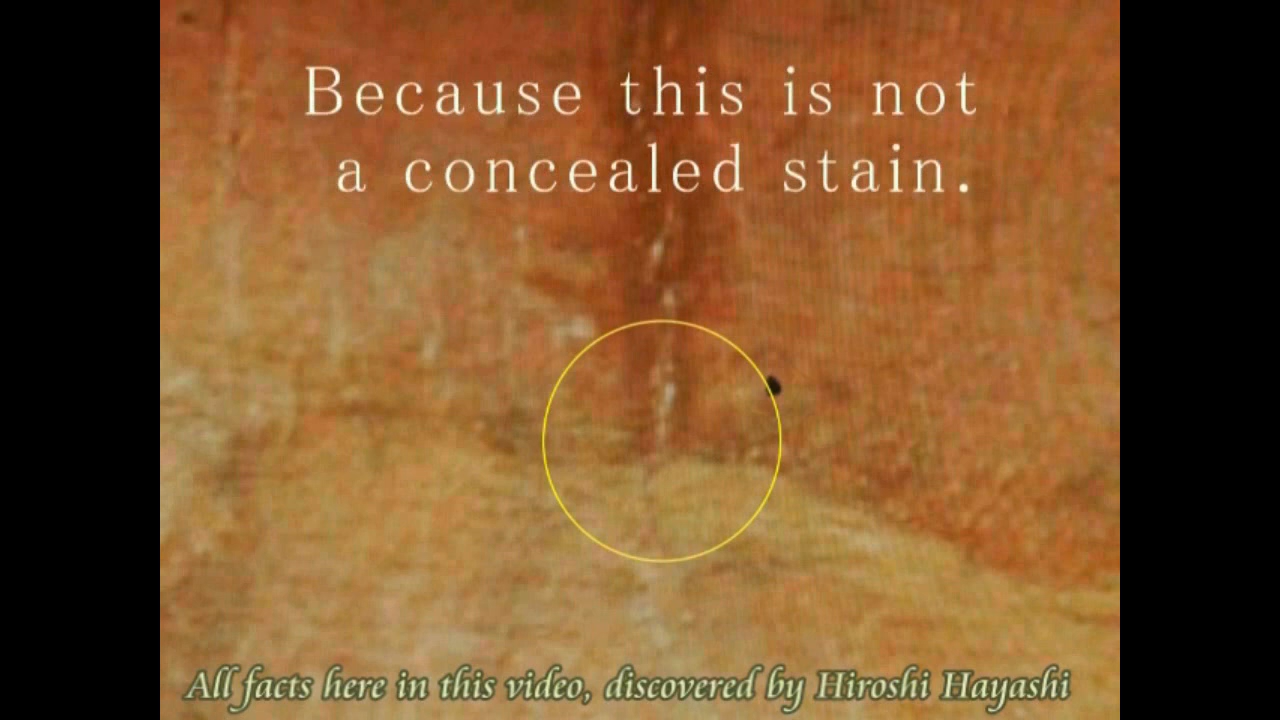 Because this is not
a concealed stain.
All facts here in this video, discovered by Hiroshi Hayashi